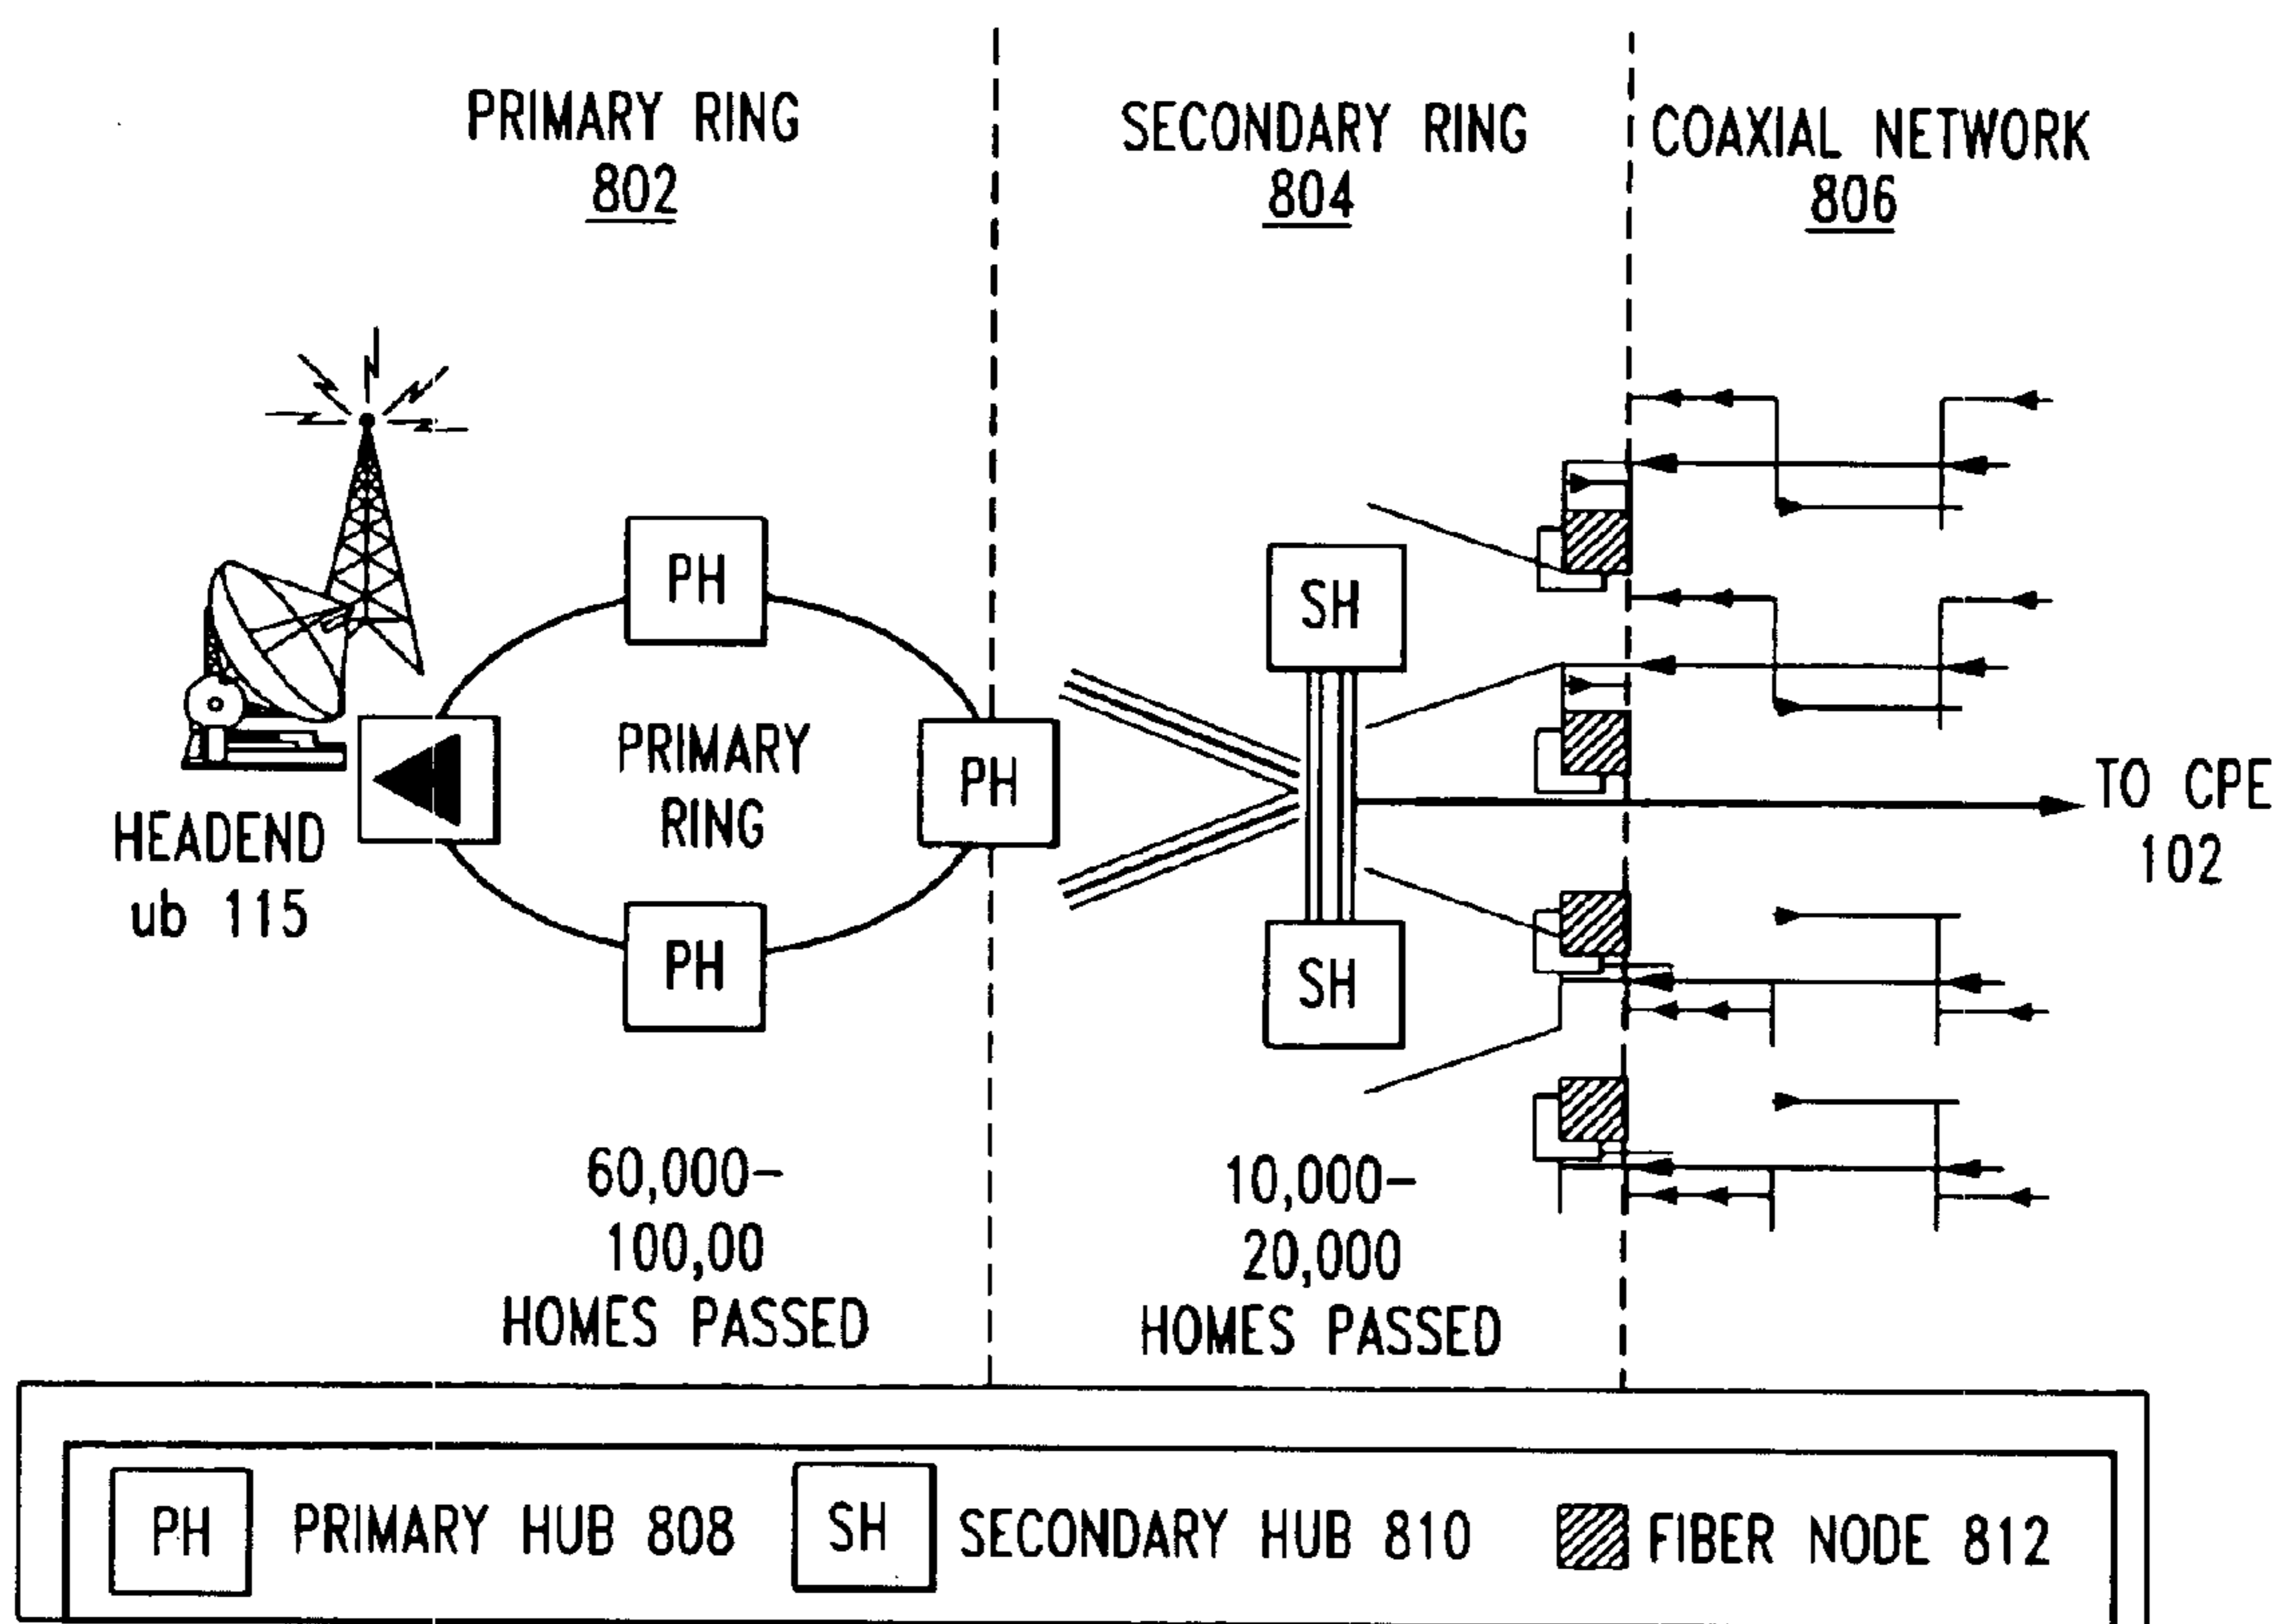 PRIMARY RING
802
SECONDARY RING
804
COAXIAL NETWORK
806
PH
SH
PRIMARY
RING
PH
TO CPE
102
HEADEND
ub 115
PH
SH
60,000-
100,00
HOMES PASSED
10,000-
20,000
HOMES PASSED
PH
PRIMARY HUB 808
SH
SECONDARY HUB 810
FIBER NODE 812